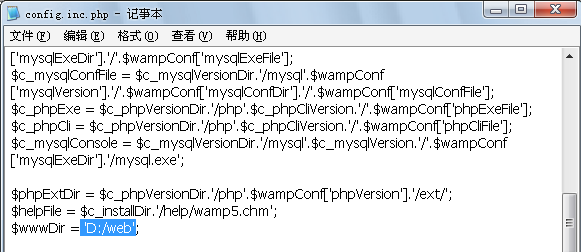 config.inc.php - 记事本
文件(F) 编辑(E) 格式(O) 查看(V) 帮助(H)
['mysqlExeDir'].'/'.$wampConf['mysqlExeFile'];
$c_mysqlConfFile = $c_mysqlVersionDir.'/mysql'.$wampConf
['mysqlVersion'].'/'.$wampConf['mysqlConfDir'].'/'.$wampConf['mysqlConfFile'];
$c_phpExe = $c_phpVersionDir.'/php'.$c_phpCliVersion.'/'.$wampConf['phpExeFile'];
$c_phpCli = $c_phpVersionDir.'/php'.$c_phpCliVersion.'/'.$wampConf['phpCliFile'];
$c_mysqlConsole = $c_mysqlVersionDir.'/mysql'.$c_mysqlVersion.'/'.$wampConf
['mysqlExeDir'].'/mysql.exe';
$phpExtDir = $c_phpVersionDir.'/php'.$wampConf['phpVersion'].'/ext/';
$helpFile = $c_installDir.'/help/wamp5.chm';
$wwwDir = 'D:/web';